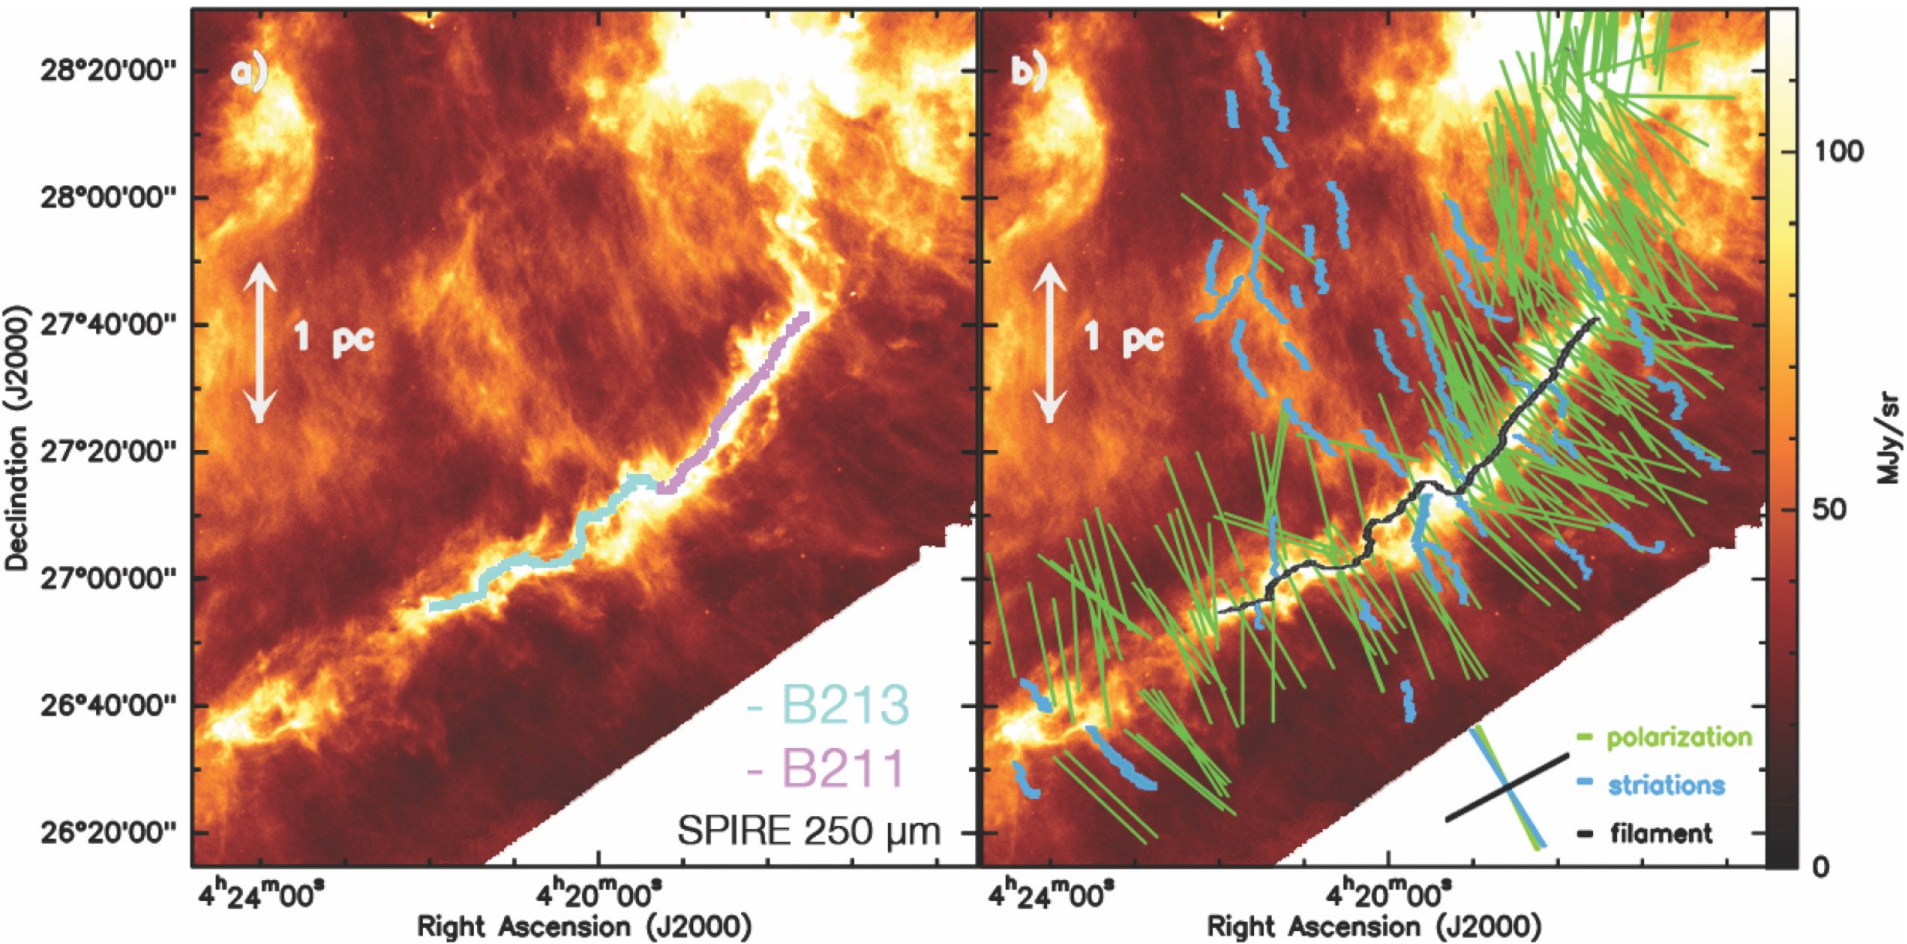 a)
b)
28°20'00"
28°00'00"
27°40'00"
27°20'00"
27°00'00"
26°40'00"
26°20'00"
Declination (J2000)
1 pc
1 pc
- B213
- B211
SPIRE 250 µm
polarization
striations
filament
100
50
0
MJy/sr
4h24m00s
4h20m00s
4h24m00s
4h20m00s
Right Ascension (J2000)
Right Ascension (J2000)